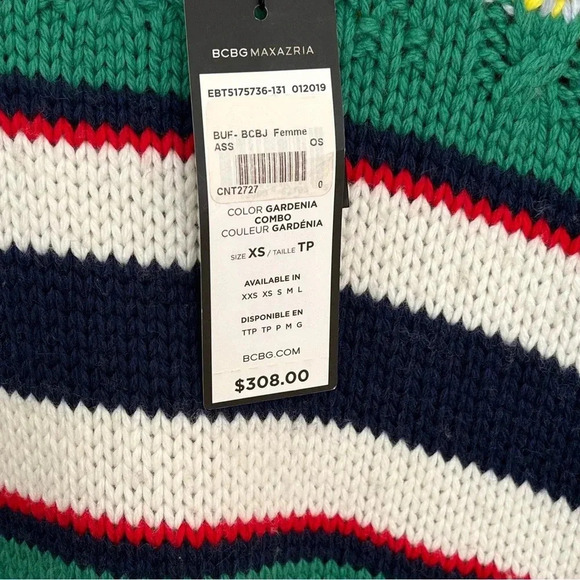 BCBGMAXAZRIA
EBT5175736-131 012019
BUF- BCBJ Femme
ASS OS
CNT2727 0
COLOR GARDENIA
COMBO
COULEUR GARDÉNIA
SIZE XS / TAILLE TP
AVAILABLE IN
XXS XS S M L
DISPONIBLE EN
TTP TP P M G
BCBG.COM
$308.00